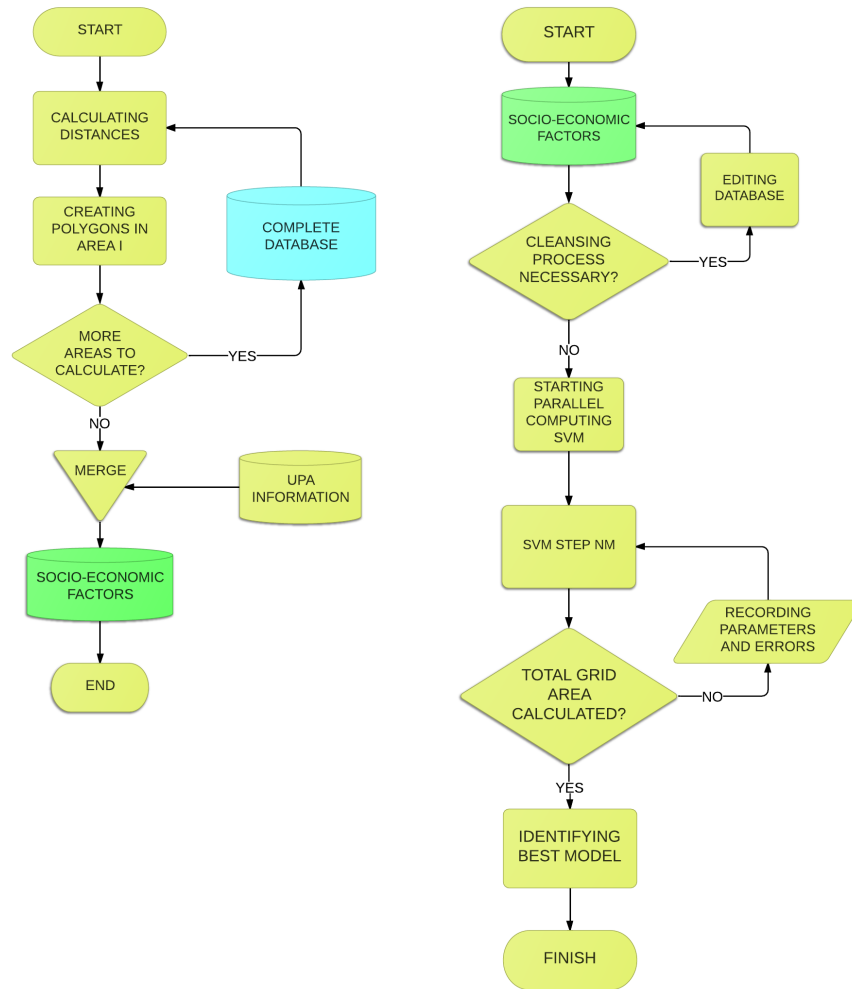 START
CALCULATING
DISTANCES
CREATING
POLYGONS IN
AREA I
COMPLETE
DATABASE
MORE
AREAS TO
CALCULATE?
YES
NO
MERGE
UPA
INFORMATION
SOCIO-ECONOMIC
FACTORS
END
START
SOCIO-ECONOMIC
FACTORS
EDITING
DATABASE
CLEANSING
PROCESS
NECESSARY?
YES
NO
STARTING
PARALLEL
COMPUTING
SVM
SVM STEP NM
RECORDING
PARAMETERS
AND ERRORS
TOTAL GRID
AREA
CALCULATED?
NO
YES
IDENTIFYING
BEST MODEL
FINISH